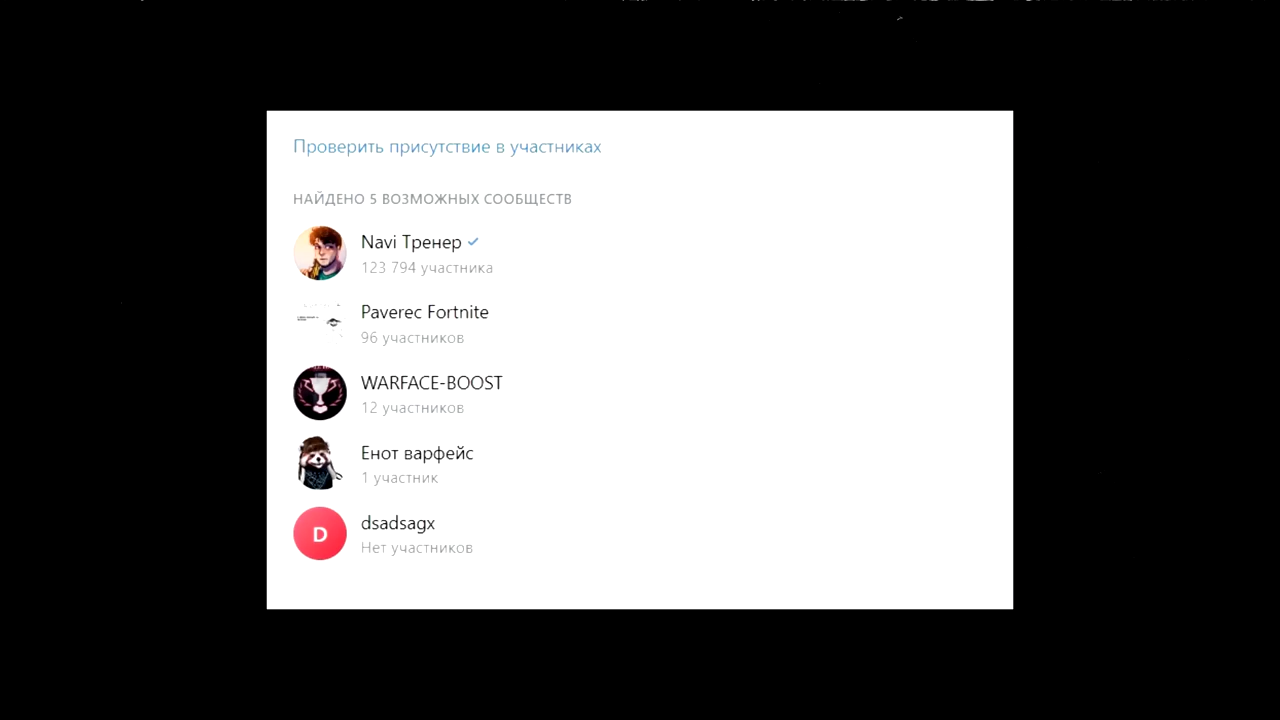 Проверить присутствие в участниках
НАЙДЕНО 5 ВОЗМОЖНЫХ СООБЩЕСТВ
Navi Тренер
123 794 участника
Paverec Fortnite
96 участников
WARFACE-BOOST
12 участников
Енот варфейс
1 участник
D
dsadsagx
Нет участников